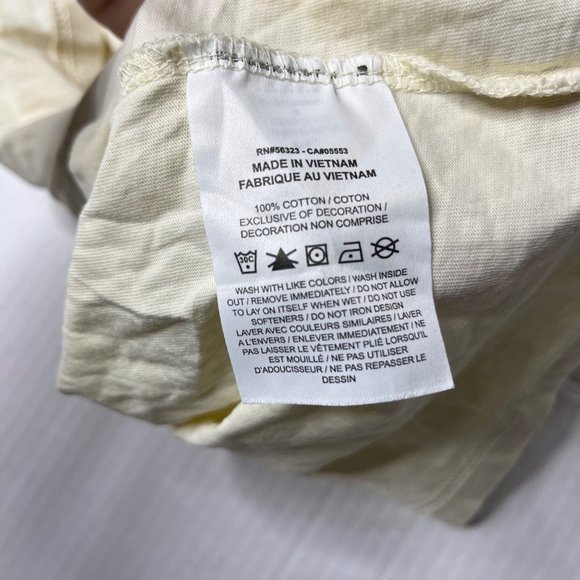 RN#56323 - CA#05553
MADE IN VIETNAM
FABRIQUE AU VIETNAM
100% COTTON / COTON
EXCLUSIVE OF DECORATION /
DECORATION NON COMPRISE
30C
WASH WITH LIKE COLORS / WASH INSIDE
OUT / REMOVE IMMEDIATELY / DO NOT ALLOW
TO LAY ON ITSELF WHEN WET / DO NOT USE
SOFTENERS / DO NOT IRON DESIGN
LAVER AVEC COULEURS SIMILAIRES / LAVER
A L'ENVERS / ENLEVER IMMEDIATEMENT / NE
PAS LAISSER LE VÊTEMENT PLIÉ LORSQU'IL
EST MOUILLÉ / NE PAS UTILISER
D'ADOUCISSEUR / NE PAS REPASSER LE
DESSIN